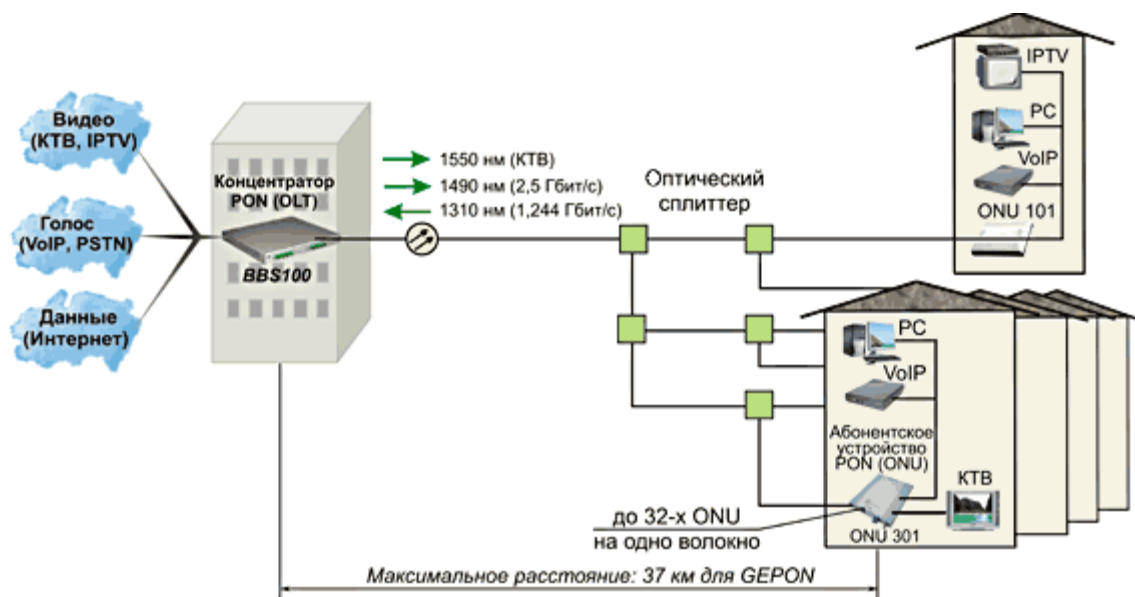 Видео
(КТВ, IPTV)
Голос
(VoIP, PSTN)
Данные
(Интернет)
Концентратор
PON (OLT)
BBS100
1550 нм (КТВ)
1490 нм (2,5 Гбит/с)
1310 нм (1,244 Гбит/с)
Оптический
сплиттер
IPTV
PC
VoIP
ONU 101
PC
VoIP
Абонентское
устройство
PON (ONU)
КТВ
ONU 301
до 32-х ONU
на одно волокно
Максимальное расстояние: 37 км для GEPON